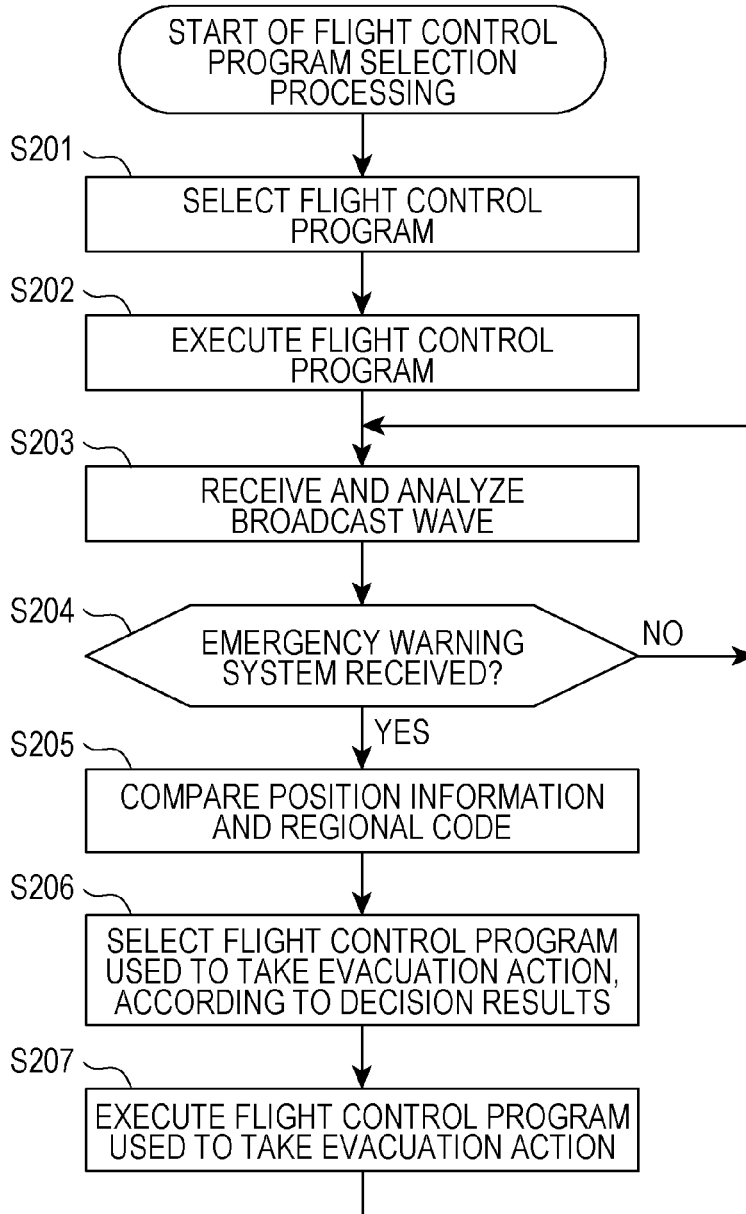 START OF FLIGHT CONTROL
PROGRAM SELECTION
PROCESSING
S201
SELECT FLIGHT CONTROL
PROGRAM
S202
EXECUTE FLIGHT CONTROL
PROGRAM
S203
RECEIVE AND ANALYZE
BROADCAST WAVE
S204
EMERGENCY WARNING
SYSTEM RECEIVED?
NO
YES
S205
COMPARE POSITION INFORMATION
AND REGIONAL CODE
S206
SELECT FLIGHT CONTROL PROGRAM
USED TO TAKE EVACUATION ACTION,
ACCORDING TO DECISION RESULTS
S207
EXECUTE FLIGHT CONTROL PROGRAM
USED TO TAKE EVACUATION ACTION